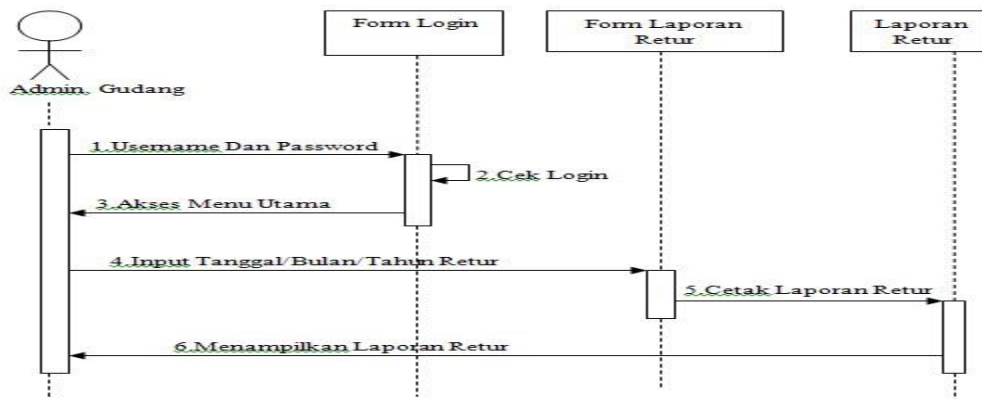 Form Login
Form Laporan
Retur
Laporan
Retur
Admin Gudang
1.Username Dan Password
2.Cek Login
3.Akses Menu Utama
4.Input Tanggal/Bulan/Tahun Retur
5.Cetak Laporan Retur
6.Menampilkan Laporan Retur